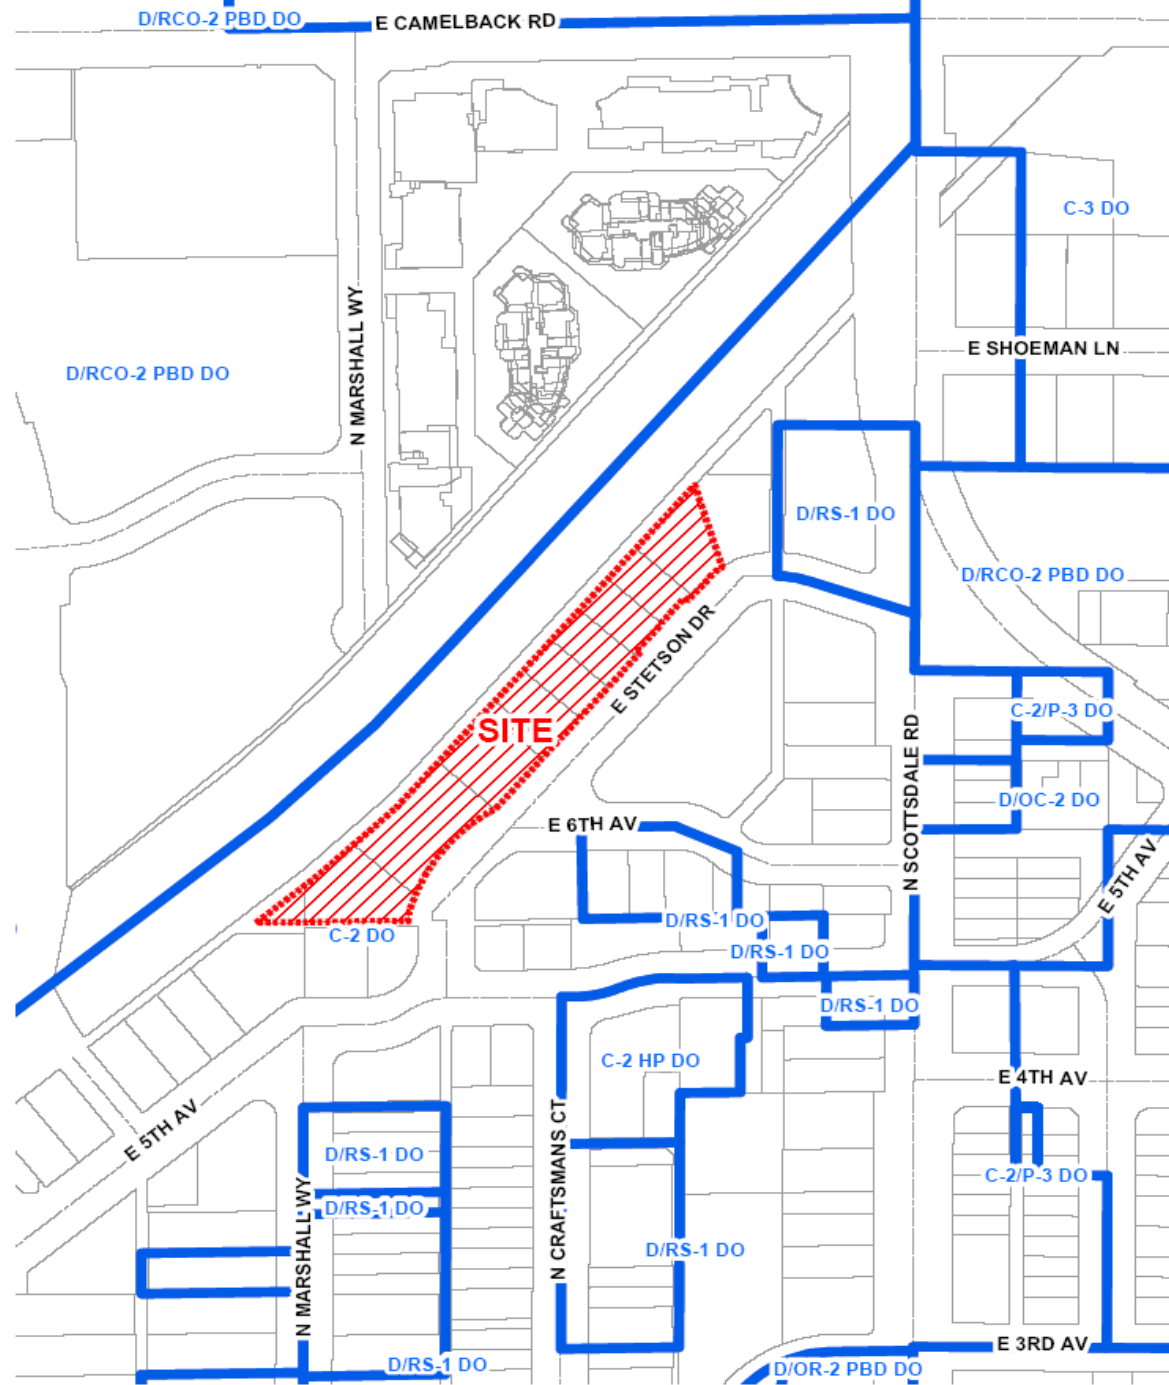 D/RCO-2 PBD DO
E CAMELBACK RD
C-3 DO
N MARSHALL WY
E SHOEMAN LN
D/RCO-2 PBD DO
D/RS-1 DO
D/RCO-2 PBD DO
E STETSON DR
SITE
C-2/P-3 DO
N SCOTTSDALE RD
D/OC-2 DO
E 6TH AV
E 5TH AV
D/RS-1 DO
C-2 DO
D/RS-1 DO
D/RS-1 DO
C-2 HP DO
E 4TH AV
E 5TH AV
D/RS-1 DO
N CRAFTSMANS CT
C-2/P-3 DO
D/RS-1 DO
N MARSHALL WY
D/RS-1 DO
E 3RD AV
D/RS-1 DO
D/OR-2 PBD DO